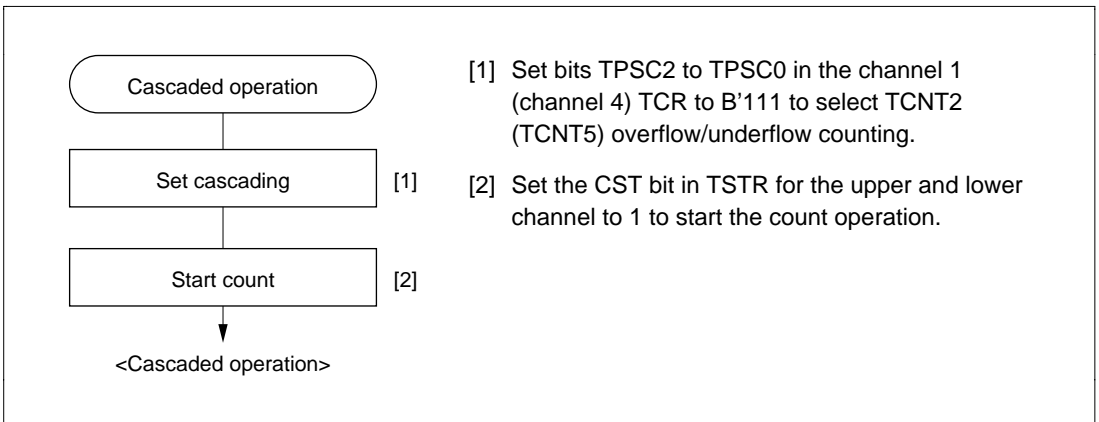 Cascaded operation
Set cascading [1]
Start count [2]
<Cascaded operation>
[1] Set bits TPSC2 to TPSC0 in the channel 1
(channel 4) TCR to B'111 to select TCNT2
(TCNT5) overflow/underflow counting.
[2] Set the CST bit in TSTR for the upper and lower
channel to 1 to start the count operation.